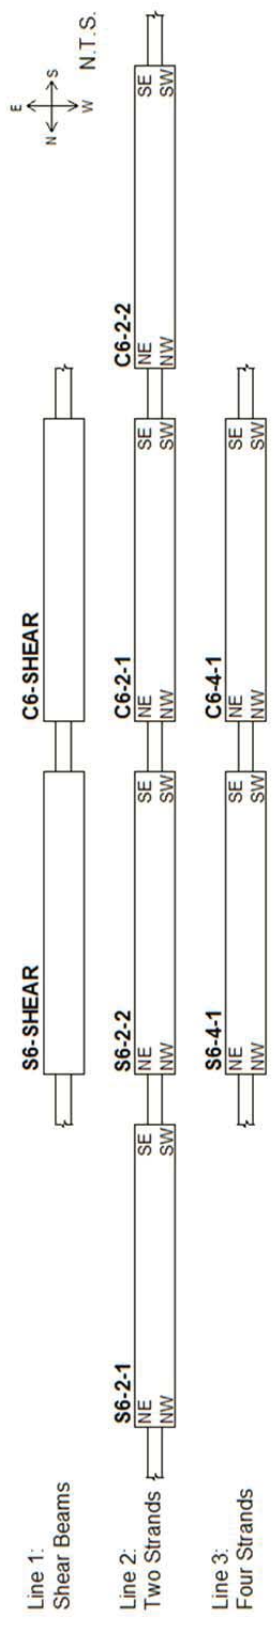 Line 1:
Shear Beams
S6-SHEAR
C6-SHEAR
E
N
S
W
N.T.S.
Line 2:
Two Strands
S6-2-1
NE
SE
NW
SW
S6-2-2
NE
SE
NW
SW
C6-2-1
NE
SE
NW
SW
C6-2-2
NE
SE
NW
SW
Line 3:
Four Strands
S6-4-1
NE
SE
NW
SW
C6-4-1
NE
SE
NW
SW